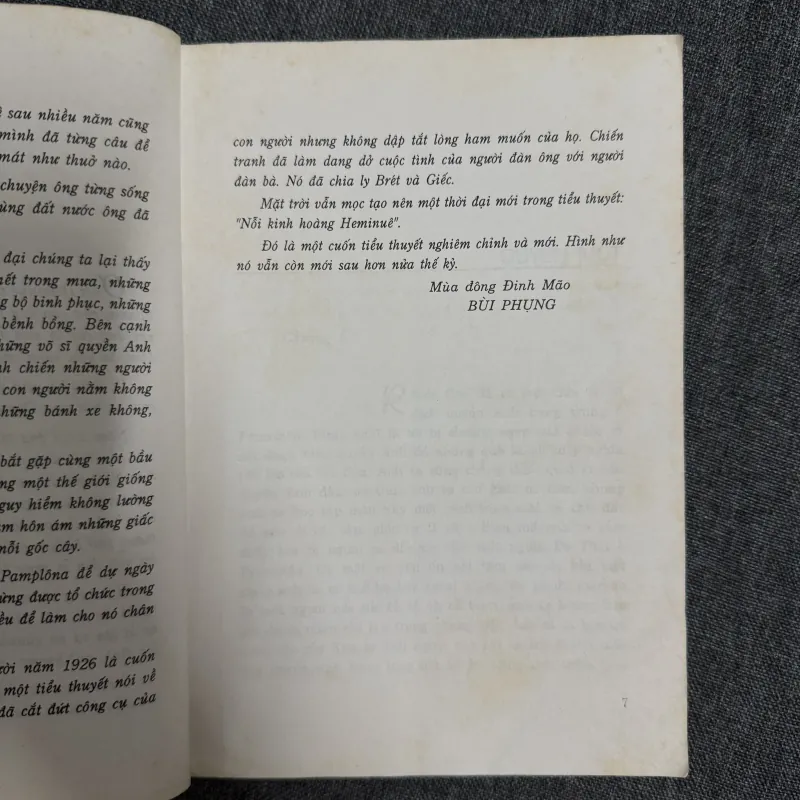 sau nhiều năm cũng
mình đã từng câu để
mát như thuở nào.
chuyện ông từng sống
ùng đất nước ông đã
đại chúng ta lại thấy
hết trong mưa, những
g bộ binh phục, những
bềnh bồng. Bên cạnh
hững võ sĩ quyền Anh
h chiến những người
con người nằm không
hững bánh xe không,
bắt gặp cùng một bầu
ng một thế giới giống
guy hiểm không lường
m hôn ám những giấc
mỗi gốc cây.
Pamplôna để dự ngày
ừng được tổ chức trong
ều để làm cho nó chân
ười năm 1926 là cuốn
một tiểu thuyết nói về
đã cắt đứt công cụ của
con người nhưng không dập tắt lòng ham muốn của họ. Chiến
tranh đã làm dang dở cuộc tình của người đàn ông với người
đàn bà. Nó đã chia ly Brét và Giếc.
Mặt trời vẫn mọc tạo nên một thời đại mới trong tiểu thuyết:
"Nỗi kinh hoàng Heminuê".
Đó là một cuốn tiểu thuyết nghiêm chỉnh và mới. Hình như
nó vẫn còn mới sau hơn nửa thế kỷ.
Mùa đông Đinh Mão
BÙI PHỤNG
7